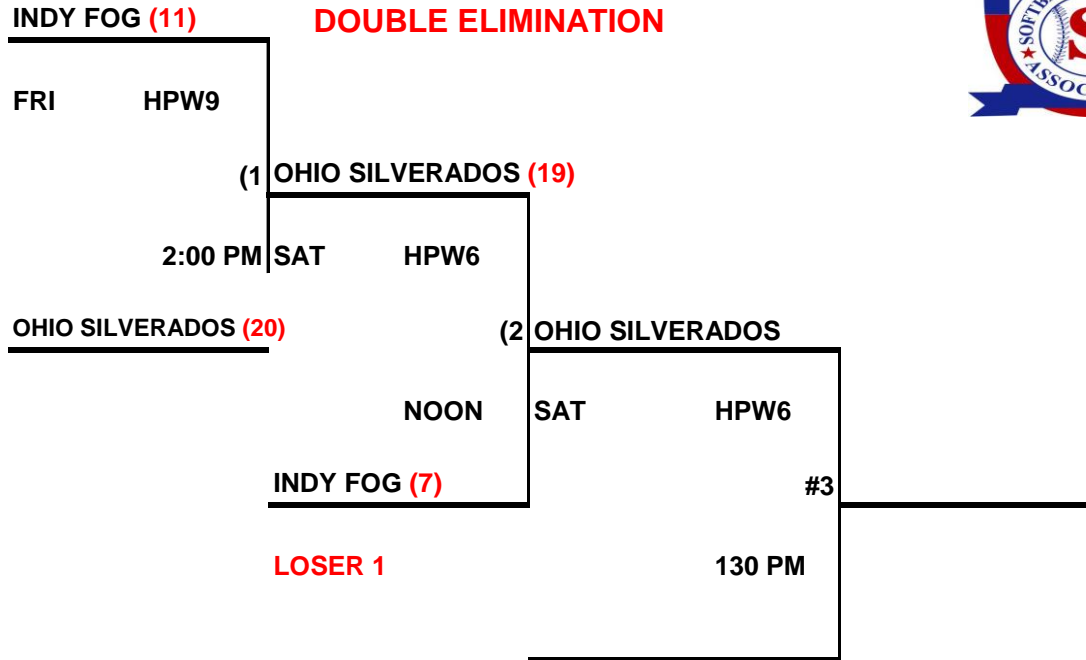 INDY FOG (11) DOUBLE ELIMINATION
FRI HPW9
(1 OHIO SILVERADOS (19)
2:00 PM SAT HPW6
OHIO SILVERADOS (20) (2 OHIO SILVERADOS
NOON SAT HPW6
INDY FOG (7) #3
LOSER 1 130 PM